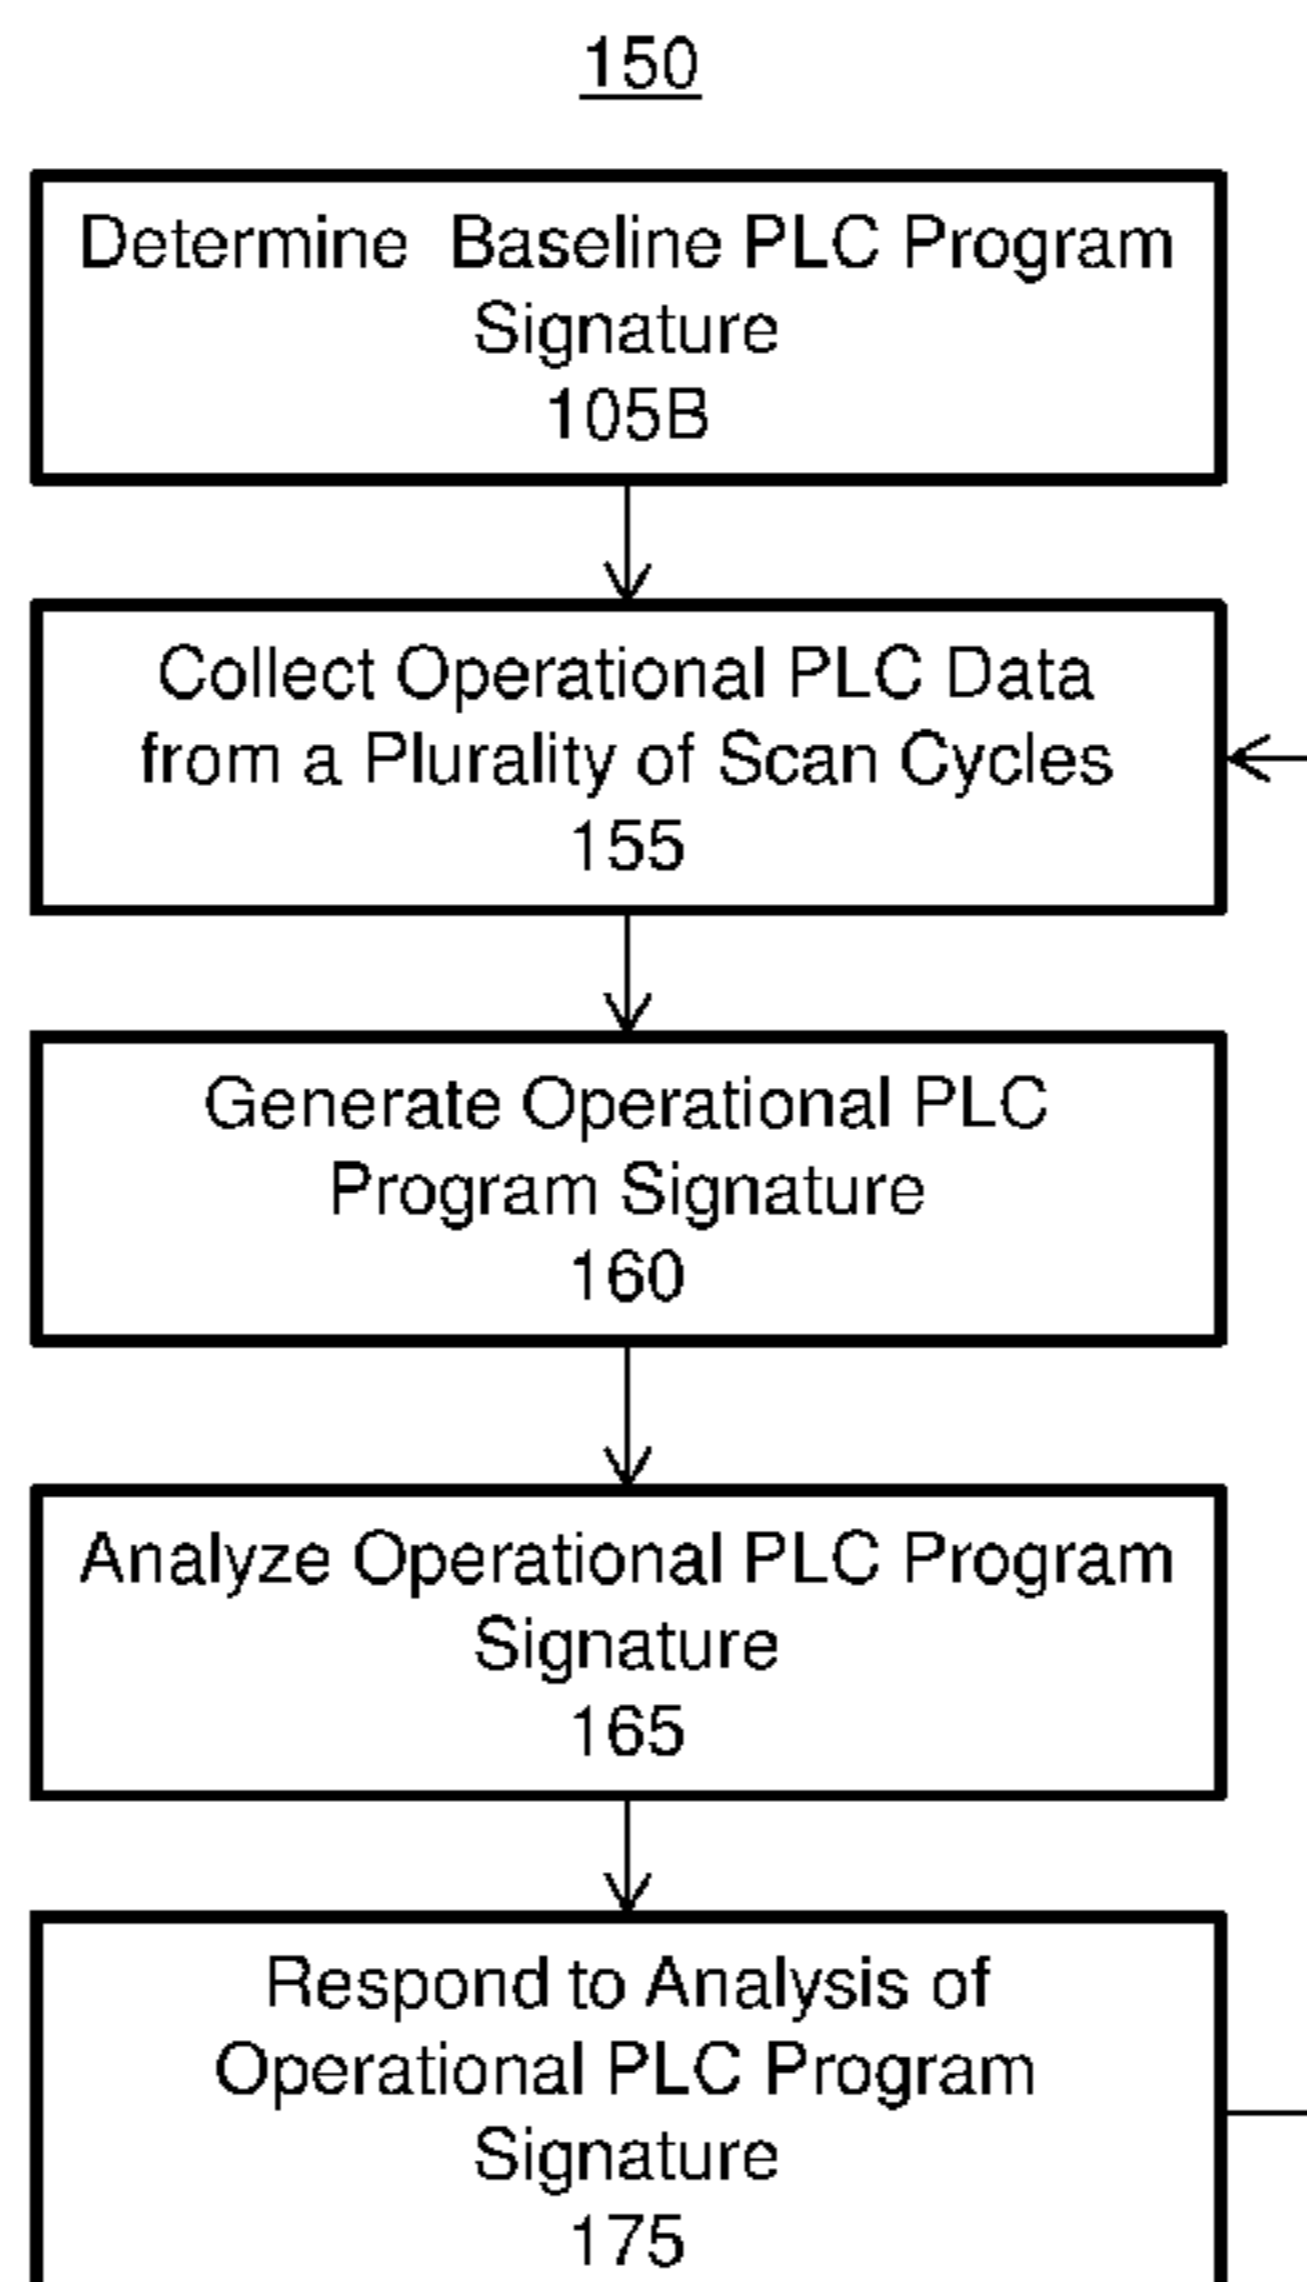 150
Determine Baseline PLC Program
Signature
105B
Collect Operational PLC Data
from a Plurality of Scan Cycles
155
Generate Operational PLC
Program Signature
160
Analyze Operational PLC Program
Signature
165
Respond to Analysis of
Operational PLC Program
Signature
175